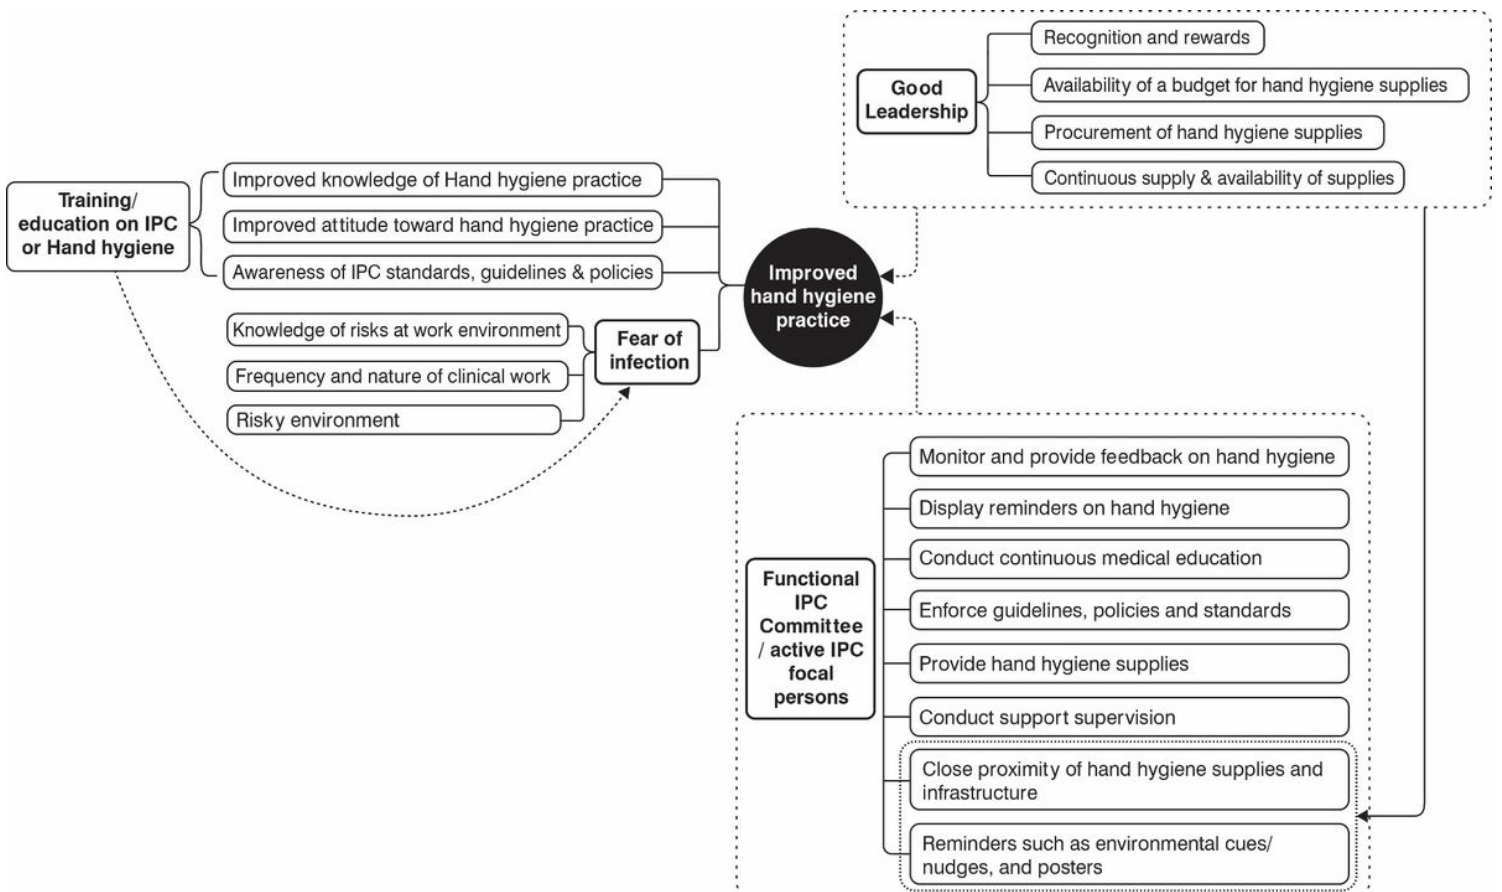 Training/
education on IPC
or Hand hygiene
Improved knowledge of Hand hygiene practice
Improved attitude toward hand hygiene practice
Awareness of IPC standards, guidelines & policies
Knowledge of risks at work environment
Frequency and nature of clinical work
Risky environment
Fear of
infection
Improved
hand hygiene
practice
Good
Leadership
Recognition and rewards
Availability of a budget for hand hygiene supplies
Procurement of hand hygiene supplies
Continuous supply & availability of supplies
Functional
IPC
Committee
/ active IPC
focal
persons
Monitor and provide feedback on hand hygiene
Display reminders on hand hygiene
Conduct continuous medical education
Enforce guidelines, policies and standards
Provide hand hygiene supplies
Conduct support supervision
Close proximity of hand hygiene supplies and
infrastructure
Reminders such as environmental cues/
nudges, and posters